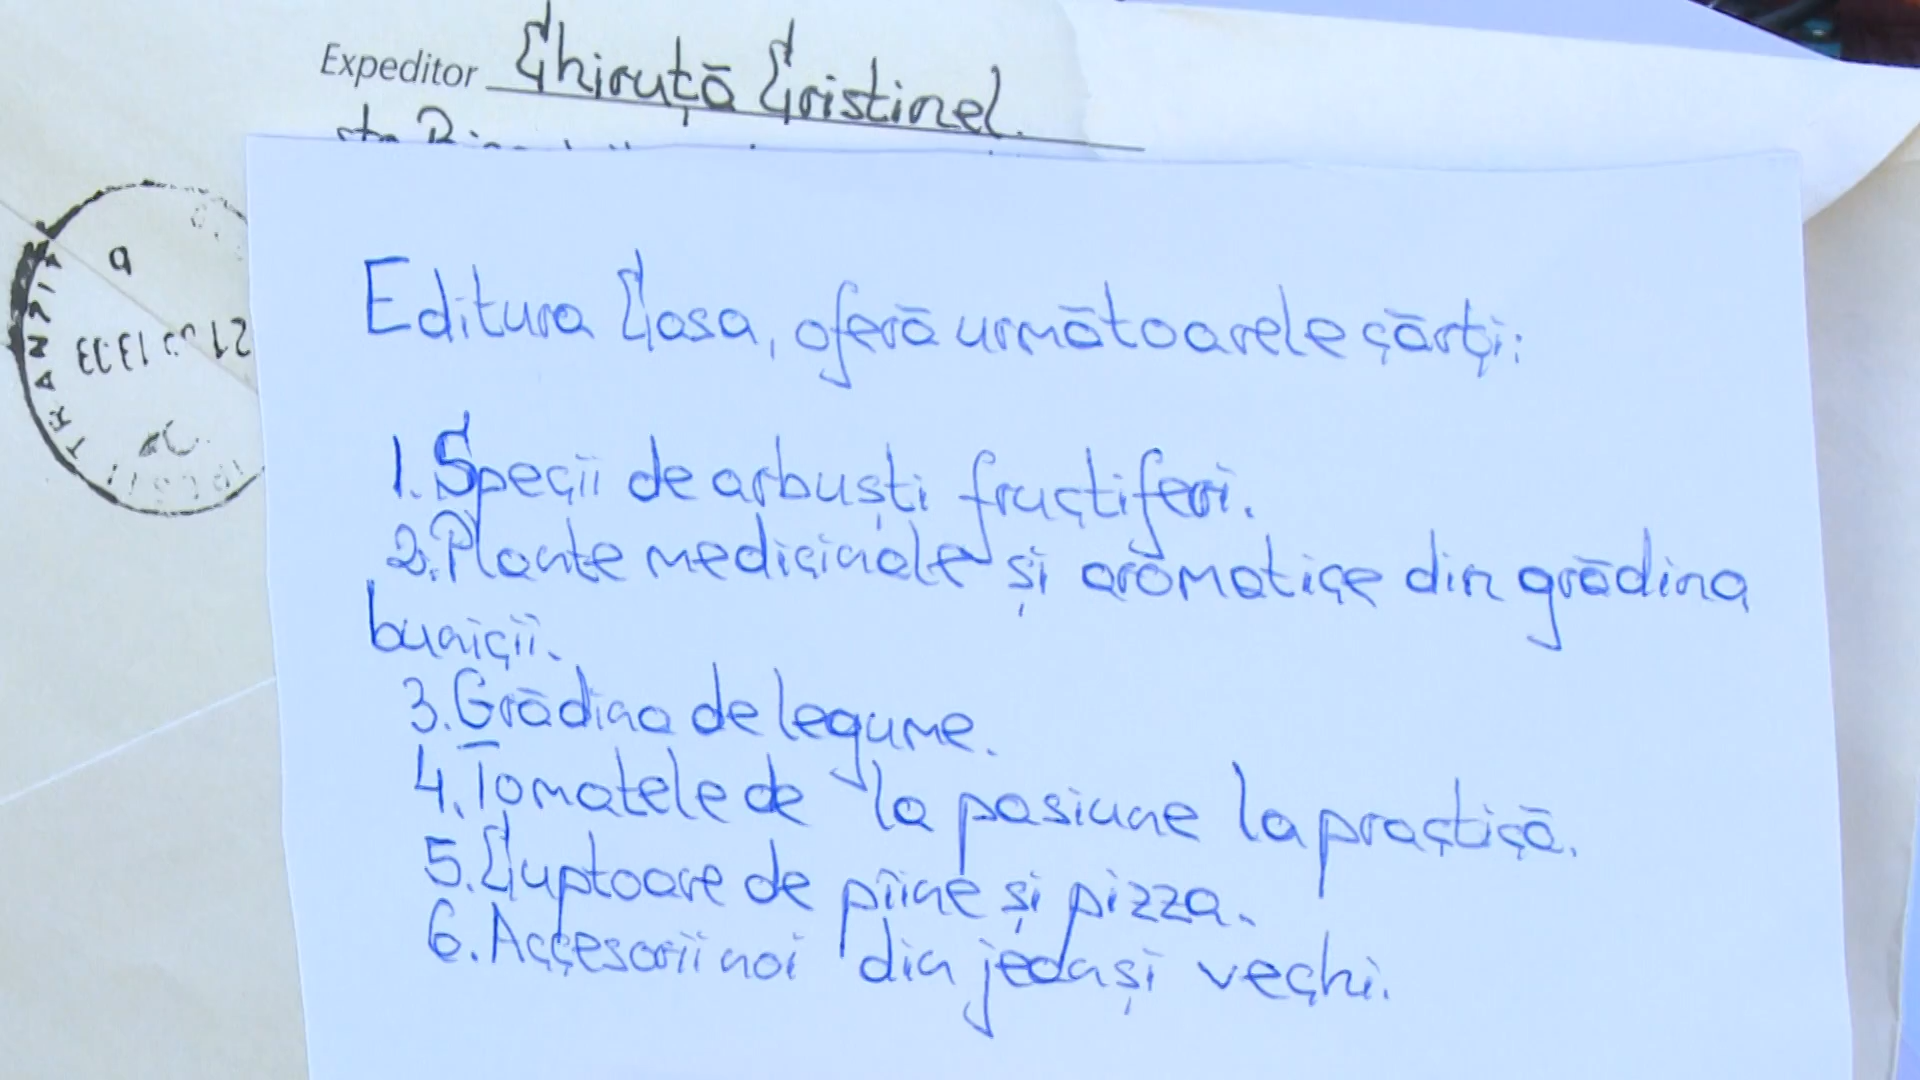 Expeditor Ghiruță Cristinel.
Editura Casa, oferă următoarele cărți:
1. Specii de arbuști fructiferi.
2. Plante medicinale și aromatice din grădina
bunicii.
3. Grădina de legume.
4. Tomatele de la pasiune la practică.
5. Cuptoare de pîine și pizza.
6. Accesorii noi din jedași vechi.